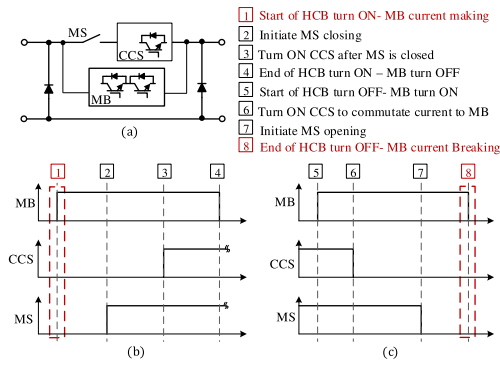 MS
CCS
MB
(a)
1 Start of HCB turn ON- MB current making
2 Initiate MS closing
3 Turn ON CCS after MS is closed
4 End of HCB turn ON – MB turn OFF
5 Start of HCB turn OFF- MB turn ON
6 Turn ON CCS to commutate current to MB
7 Initiate MS opening
8 End of HCB turn OFF- MB current Breaking
1 2 3 4
MB
CCS
MS
(b)
5 6 7 8
MB
CCS
MS
(c)